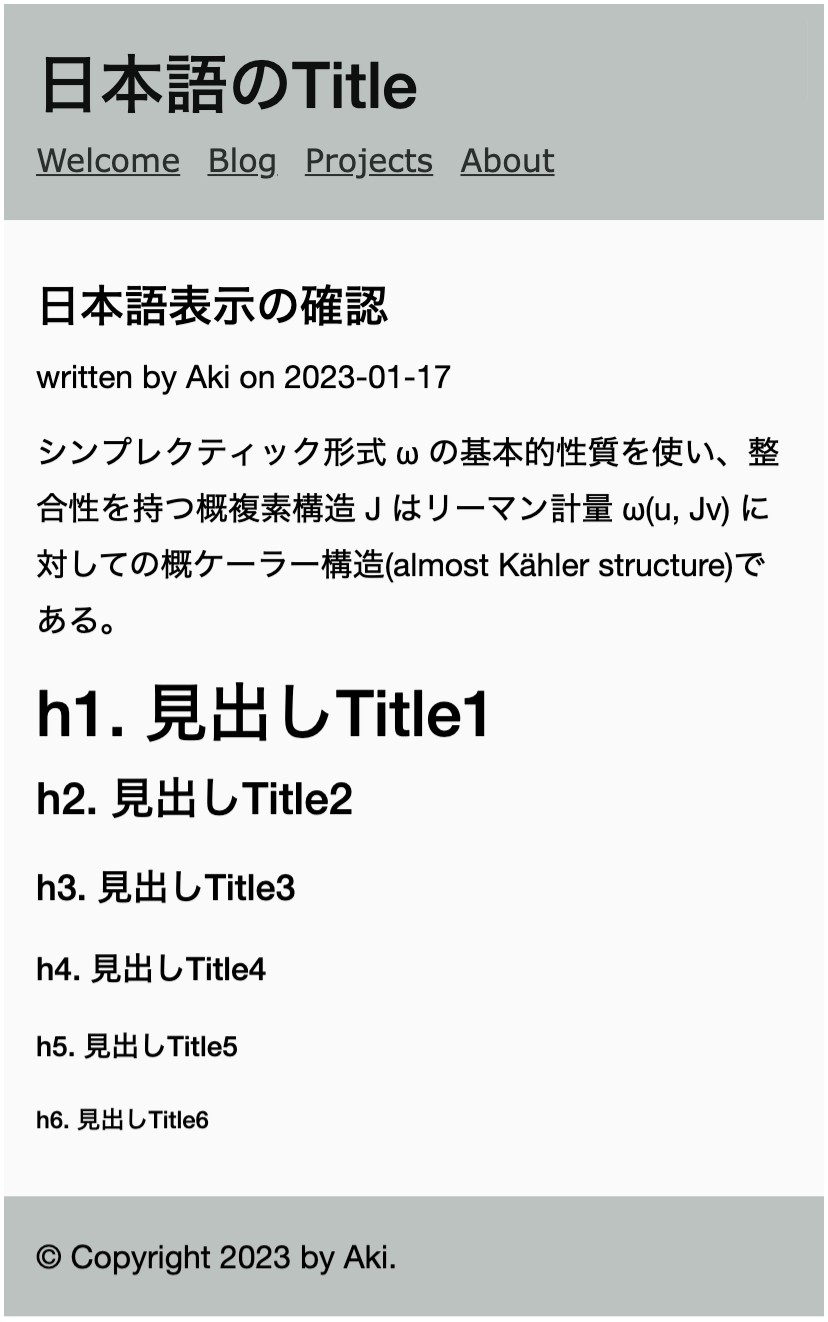 日本語のTitle
Welcome Blog Projects About
日本語表示の確認
written by Aki on 2023-01-17
シンプレクティック形式 ω の基本的性質を使い、整
合性を持つ概複素構造 J はリーマン計量 ω(u, Jv) に
対しての概ケーラー構造(almost Kähler structure)で
ある。
h1. 見出しTitle1
h2. 見出しTitle2
h3. 見出しTitle3
h4. 見出しTitle4
h5. 見出しTitle5
h6. 見出しTitle6
© Copyright 2023 by Aki.